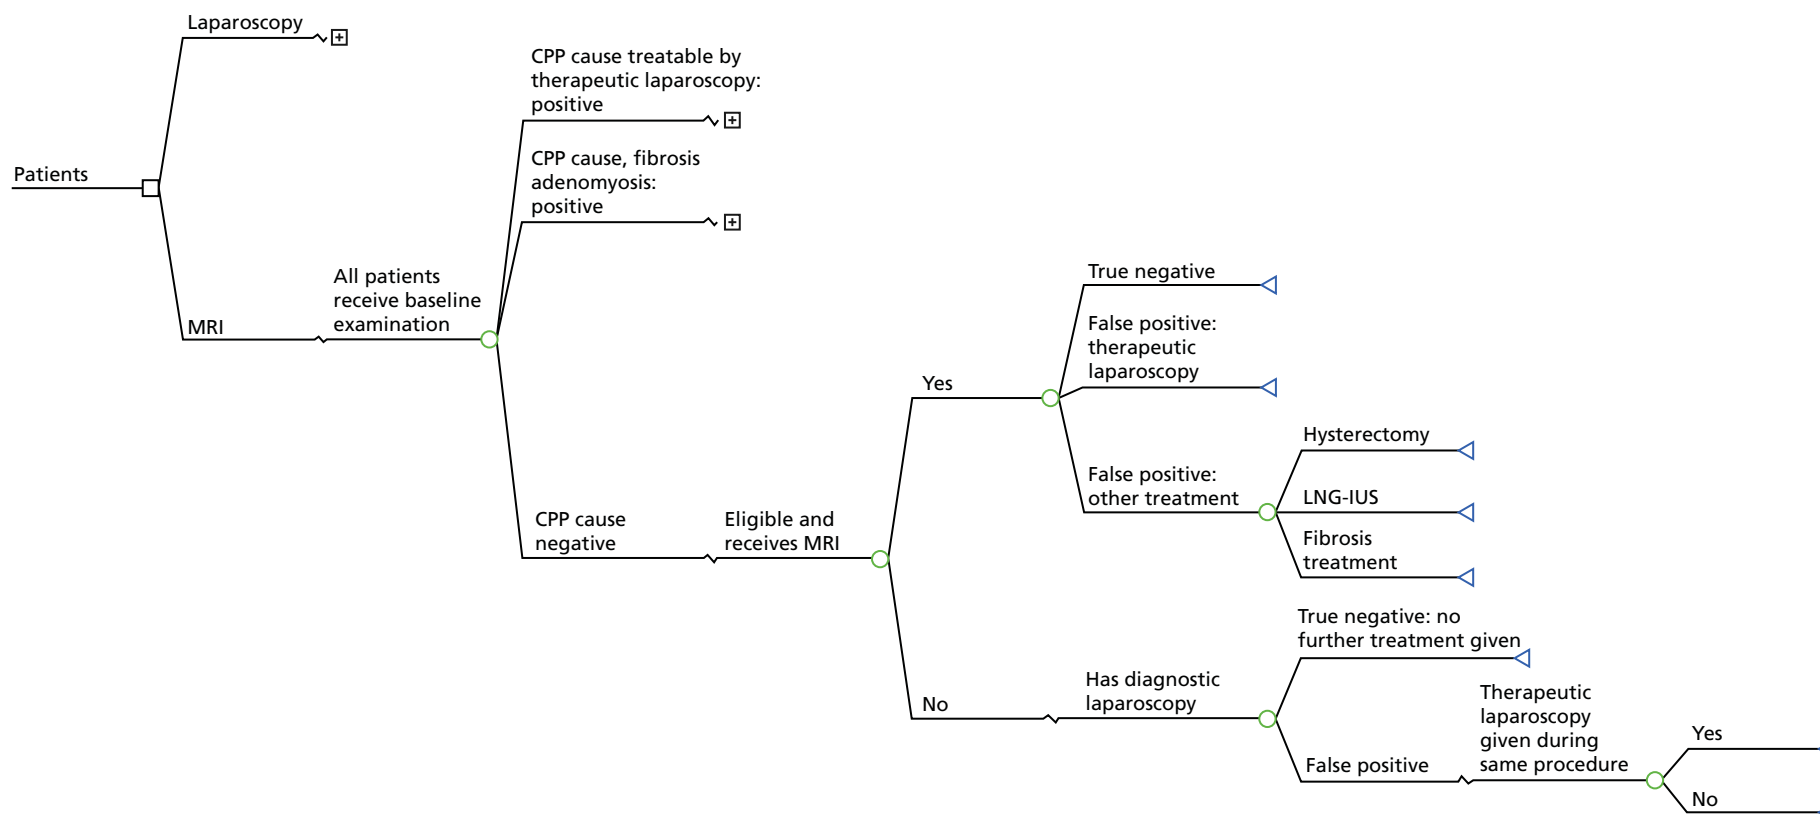 Laparoscopy
CPP cause treatable by
therapeutic laparoscopy:
positive
CPP cause, fibrosis
adenomyosis:
positive
Patients
All patients
receive baseline
examination
MRI
True negative
False positive:
therapeutic
laparoscopy
Yes
Hysterectomy
False positive:
other treatment
LNG-IUS
Fibrosis
treatment
CPP cause
negative
Eligible and
receives MRI
True negative: no
further treatment given
Has diagnostic
laparoscopy
No
Therapeutic
laparoscopy
given during
same procedure
False positive
Yes
No